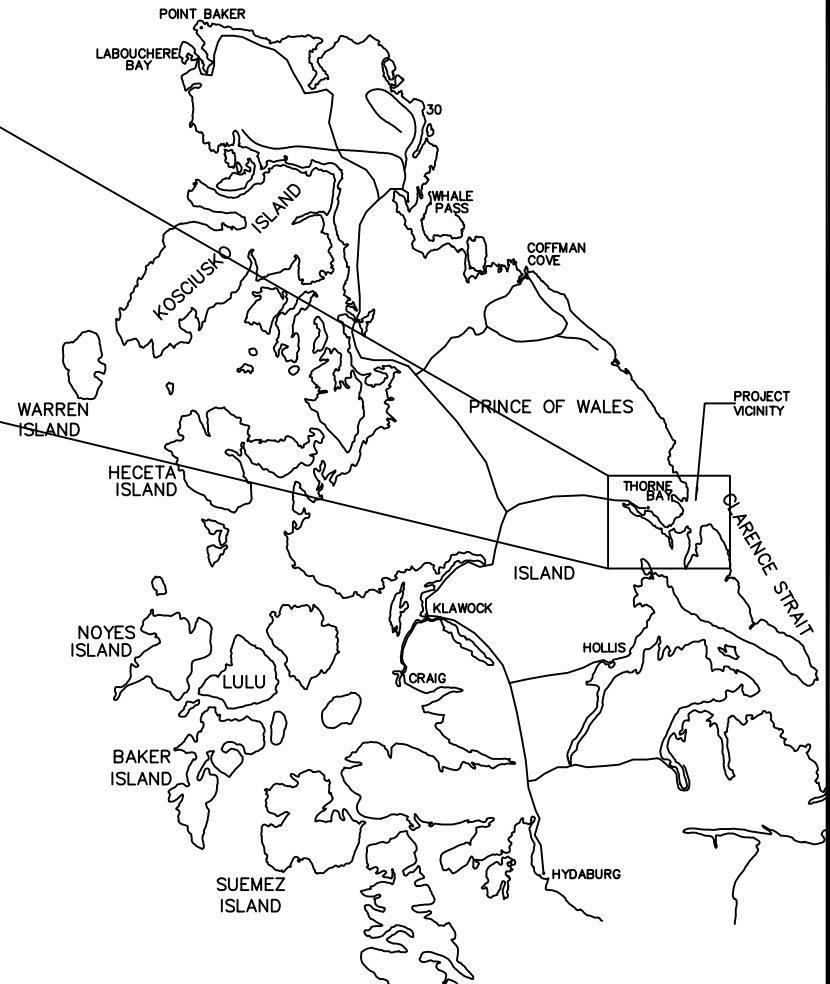 POINT BAKER
LABOUCHERE
BAY
30
WHALE
PASS
ISLAND
KOSCIUSKO
COFFMAN
COVE
WARREN
ISLAND
PRINCE OF WALES
PROJECT
VICINITY
HECETA
ISLAND
THORNE
BAY
CLARENCE STRAIT
ISLAND
KLAWOCK
NOYES
ISLAND
HOLLIS
LULU
CRAIG
BAKER
ISLAND
SUEMEZ
ISLAND
HYDABURG